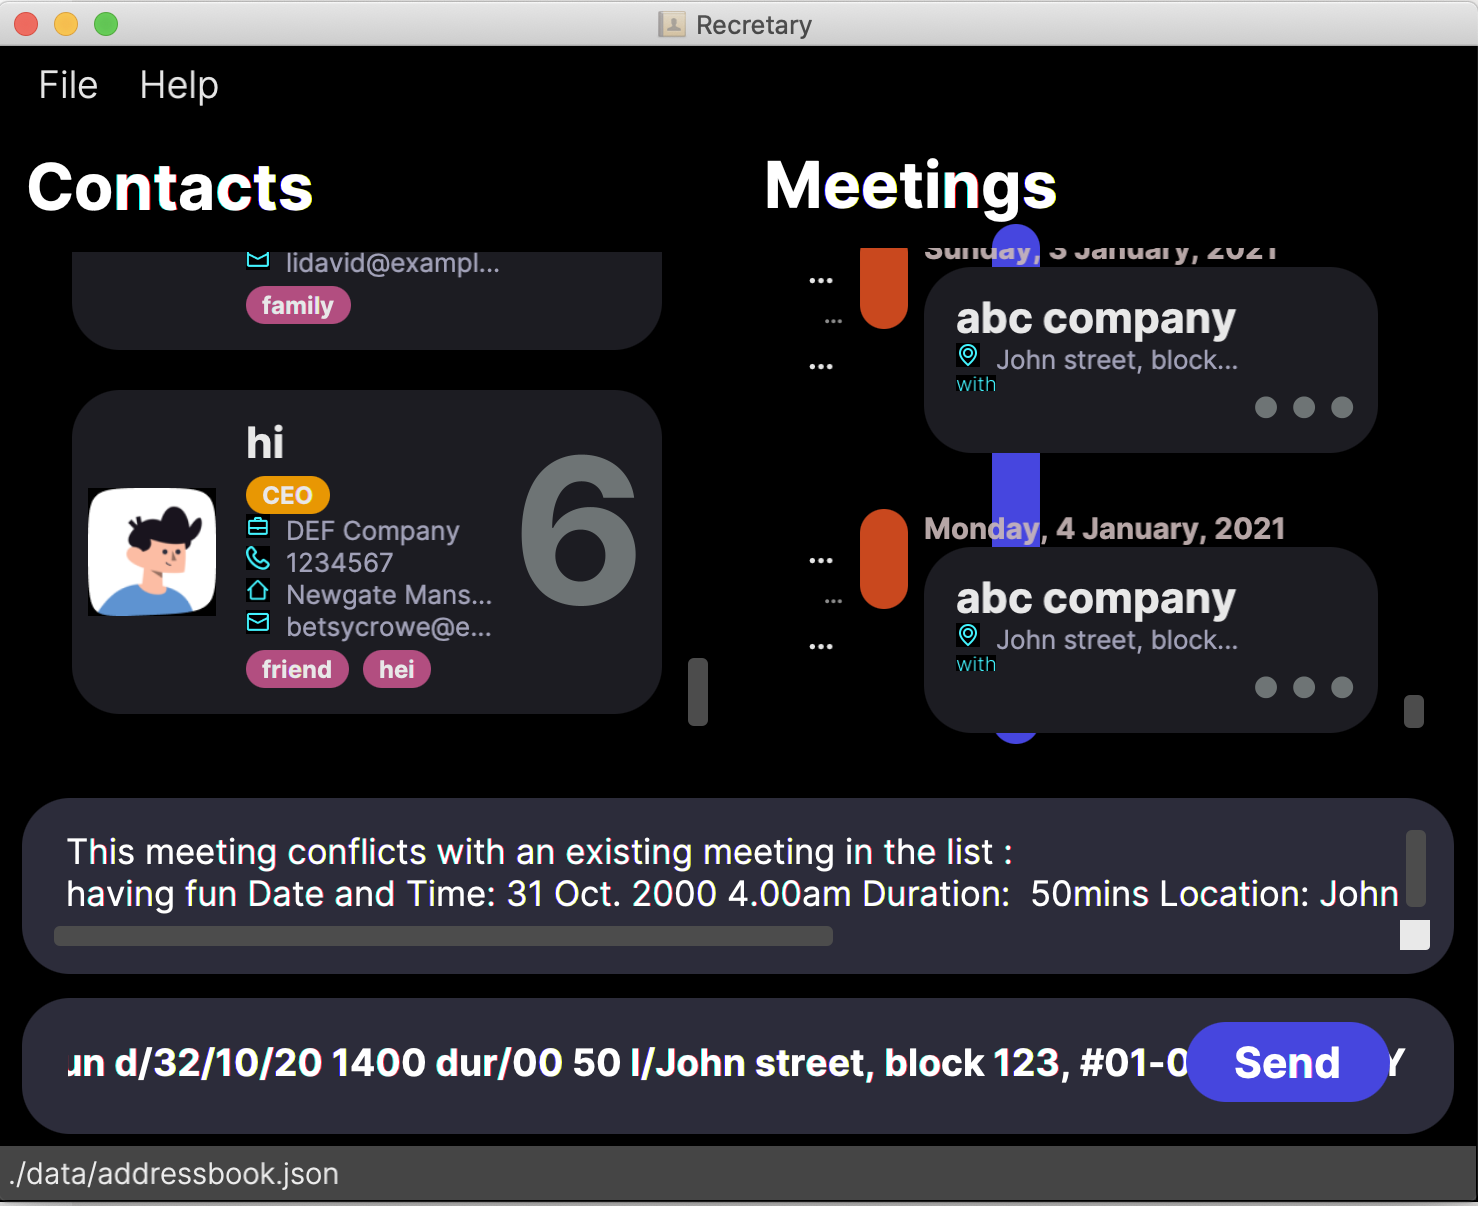 Recretary
File Help
Contacts
Meetings
lidavid@exampl...
family
hi
CEO
DEF Company
1234567
Newgate Mans...
betsycrowe@e...
friend hei
6
Sunday, 3 January, 2021
...
...
...
abc company
John street, block...
with
Monday, 4 January, 2021
...
...
...
abc company
John street, block...
with
This meeting conflicts with an existing meeting in the list :
having fun Date and Time: 31 Oct. 2000 4.00am Duration:  50mins Location: John
un d/32/10/20 1400 dur/00 50 l/John street, block 123, #01-0
Send
Y
./data/addressbook.json